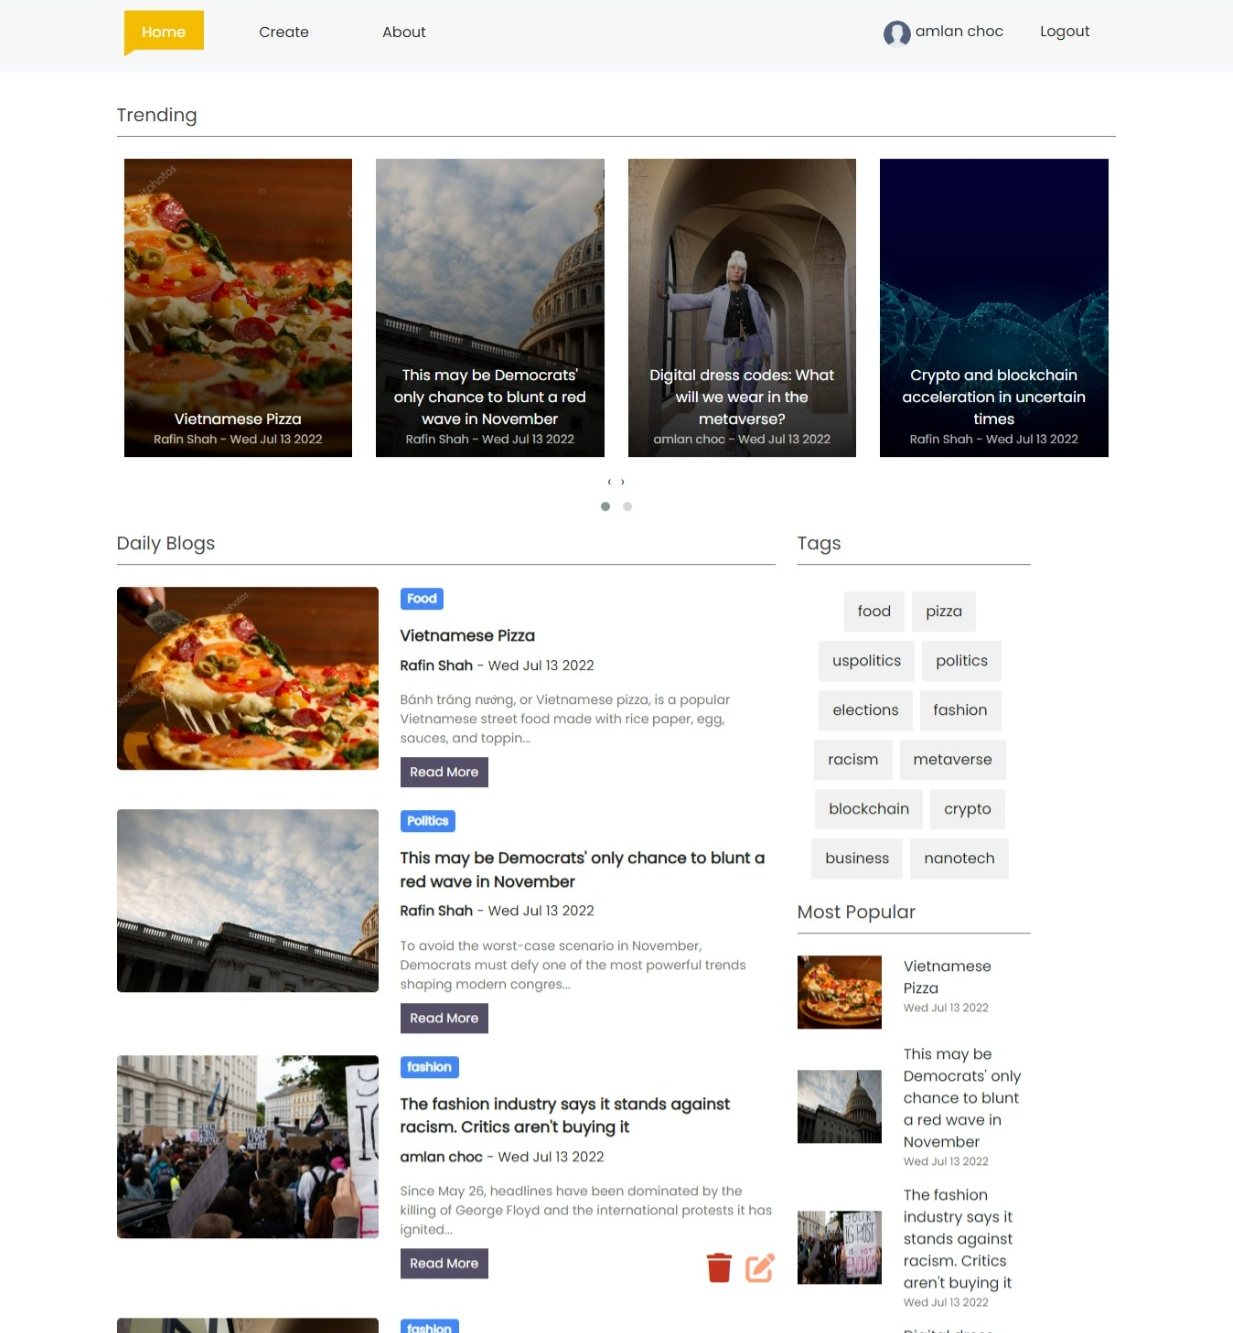 Home
Create
About
amlan choc
Logout
Trending
Vietnamese Pizza
Rafin Shah - Wed Jul 13 2022
This may be Democrats'
only chance to blunt a red
wave in November
Rafin Shah - Wed Jul 13 2022
Digital dress codes: What
will we wear in the
metaverse?
amlan choc - Wed Jul 13 2022
Crypto and blockchain
acceleration in uncertain
times
Rafin Shah - Wed Jul 13 2022
‹ ›
Daily Blogs
Food
Vietnamese Pizza
Rafin Shah - Wed Jul 13 2022
Bánh tráng nướng, or Vietnamese pizza, is a popular
Vietnamese street food made with rice paper, egg,
sauces, and toppin...
Read More
Politics
This may be Democrats' only chance to blunt a
red wave in November
Rafin Shah - Wed Jul 13 2022
To avoid the worst-case scenario in November,
Democrats must defy one of the most powerful trends
shaping modern congres...
Read More
fashion
The fashion industry says it stands against
racism. Critics aren't buying it
amlan choc - Wed Jul 13 2022
Since May 26, headlines have been dominated by the
killing of George Floyd and the international protests it has
ignited...
Read More
fashion
Tags
food
pizza
uspolitics
politics
elections
fashion
racism
metaverse
blockchain
crypto
business
nanotech
Most Popular
Vietnamese
Pizza
Wed Jul 13 2022
This may be
Democrats' only
chance to blunt
a red wave in
November
Wed Jul 13 2022
The fashion
industry says it
stands against
racism. Critics
aren't buying it
Wed Jul 13 2022
Digital dress